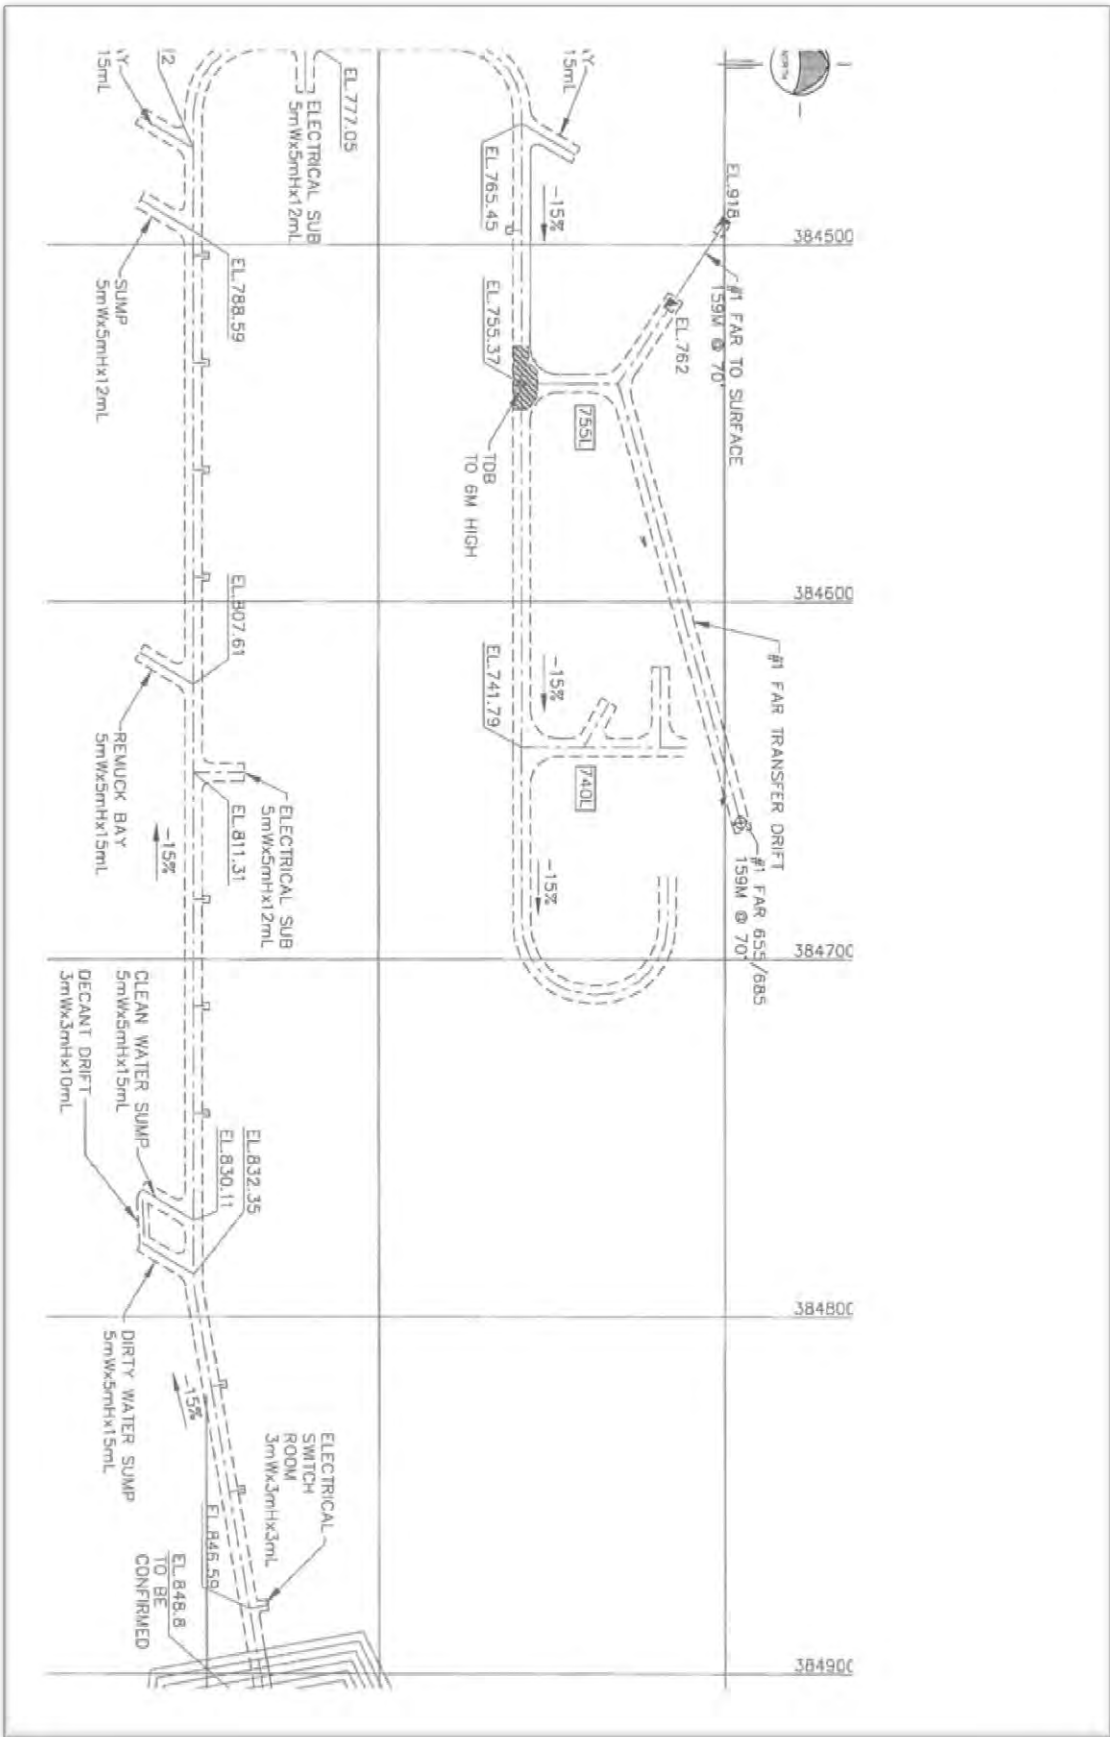 NORTH
384500
384600
384700
384800
384900
EL.918
#1 FAR TO SURFACE
159M @ 70°
EL.762
#1 FAR TRANSFER DRIFT
#1 FAR 655/685
159M @ 70°
15mL
EL.765.45
-15%
EL.755.37
755L
TDB
TO 6M HIGH
-15%
EL.741.79
740L
-15%
EL.777.05
ELECTRICAL SUB
5mWx5mHx12mL
15mL
EL.788.59
SUMP
5mWx5mHx12mL
EL.807.61
REMUCK BAY
5mWx5mHx15mL
EL.811.31
ELECTRICAL SUB
5mWx5mHx12mL
-15%
CLEAN WATER SUMP
5mWx5mHx15mL
DECANT DRIFT
3mWx3mHx10mL
EL.832.35
EL.830.11
DIRTY WATER SUMP
5mWx5mHx15mL
-15%
ELECTRICAL
SWITCH
ROOM
3mWx3mHx3mL
EL.846.59
EL.848.8
TO BE
CONFIRMED